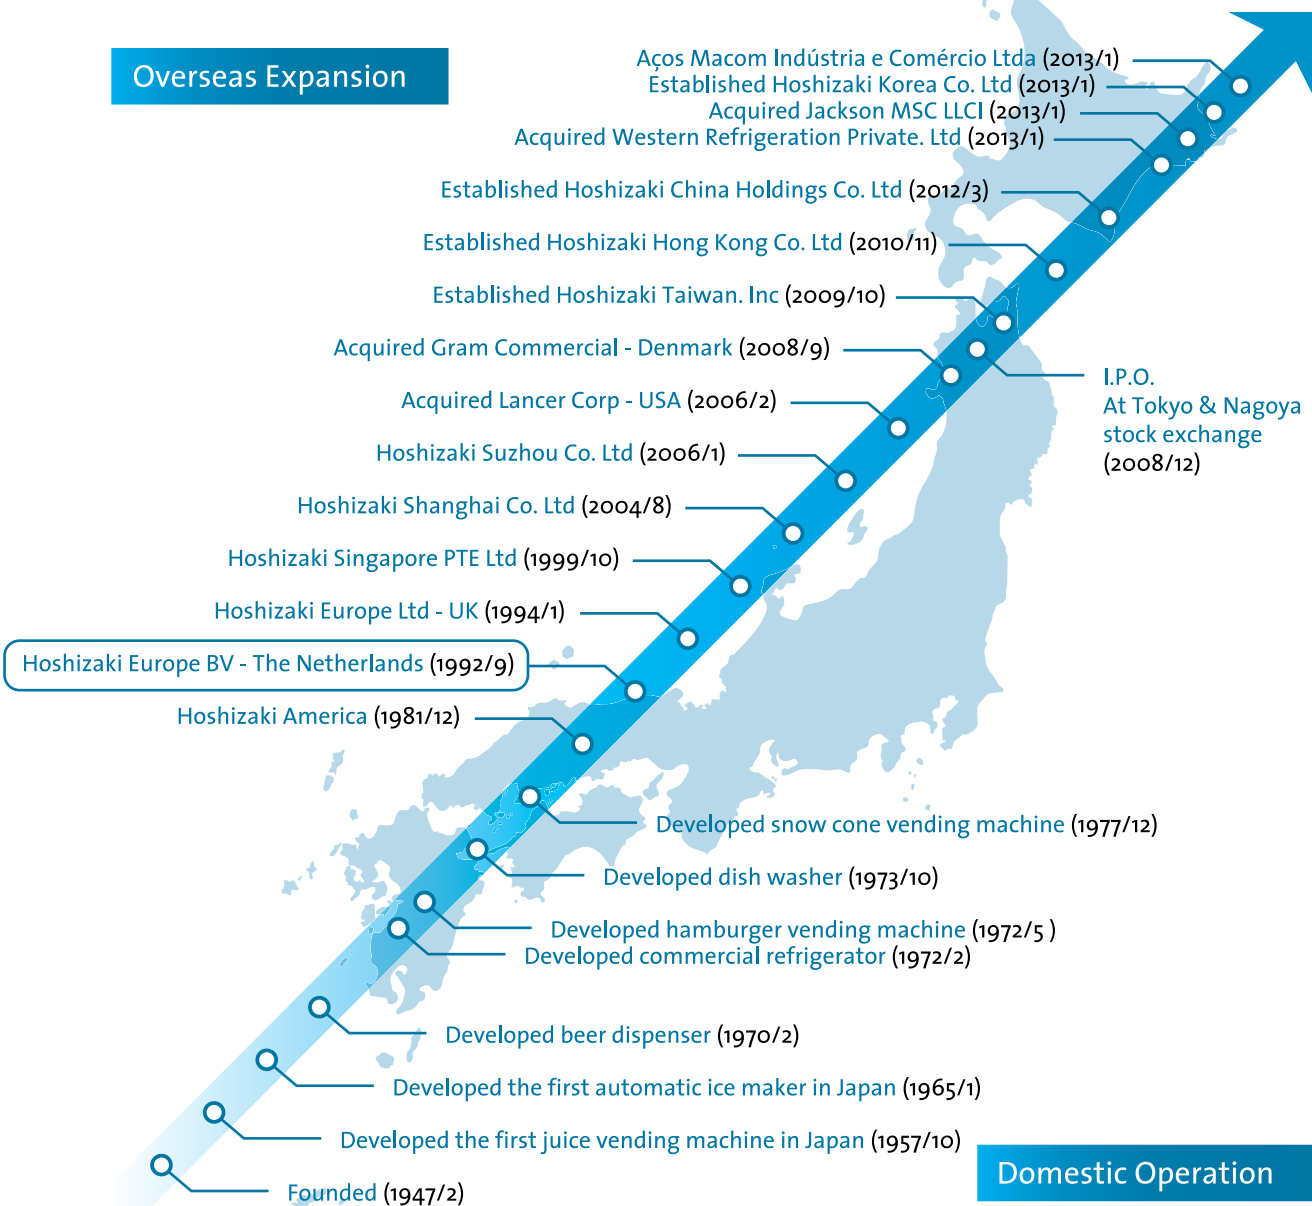 Overseas Expansion
Aços Macom Indústria e Comércio Ltda (2013/1)
Established Hoshizaki Korea Co. Ltd (2013/1)
Acquired Jackson MSC LLCI (2013/1)
Acquired Western Refrigeration Private. Ltd (2013/1)
Established Hoshizaki China Holdings Co. Ltd (2012/3)
Established Hoshizaki Hong Kong Co. Ltd (2010/11)
Established Hoshizaki Taiwan. Inc (2009/10)
Acquired Gram Commercial - Denmark (2008/9)
I.P.O.
At Tokyo & Nagoya
stock exchange
(2008/12)
Acquired Lancer Corp - USA (2006/2)
Hoshizaki Suzhou Co. Ltd (2006/1)
Hoshizaki Shanghai Co. Ltd (2004/8)
Hoshizaki Singapore PTE Ltd (1999/10)
Hoshizaki Europe Ltd - UK (1994/1)
Hoshizaki Europe BV - The Netherlands (1992/9)
Hoshizaki America (1981/12)
Developed snow cone vending machine (1977/12)
Developed dish washer (1973/10)
Developed hamburger vending machine (1972/5 )
Developed commercial refrigerator (1972/2)
Developed beer dispenser (1970/2)
Developed the first automatic ice maker in Japan (1965/1)
Developed the first juice vending machine in Japan (1957/10)
Founded (1947/2)
Domestic Operation